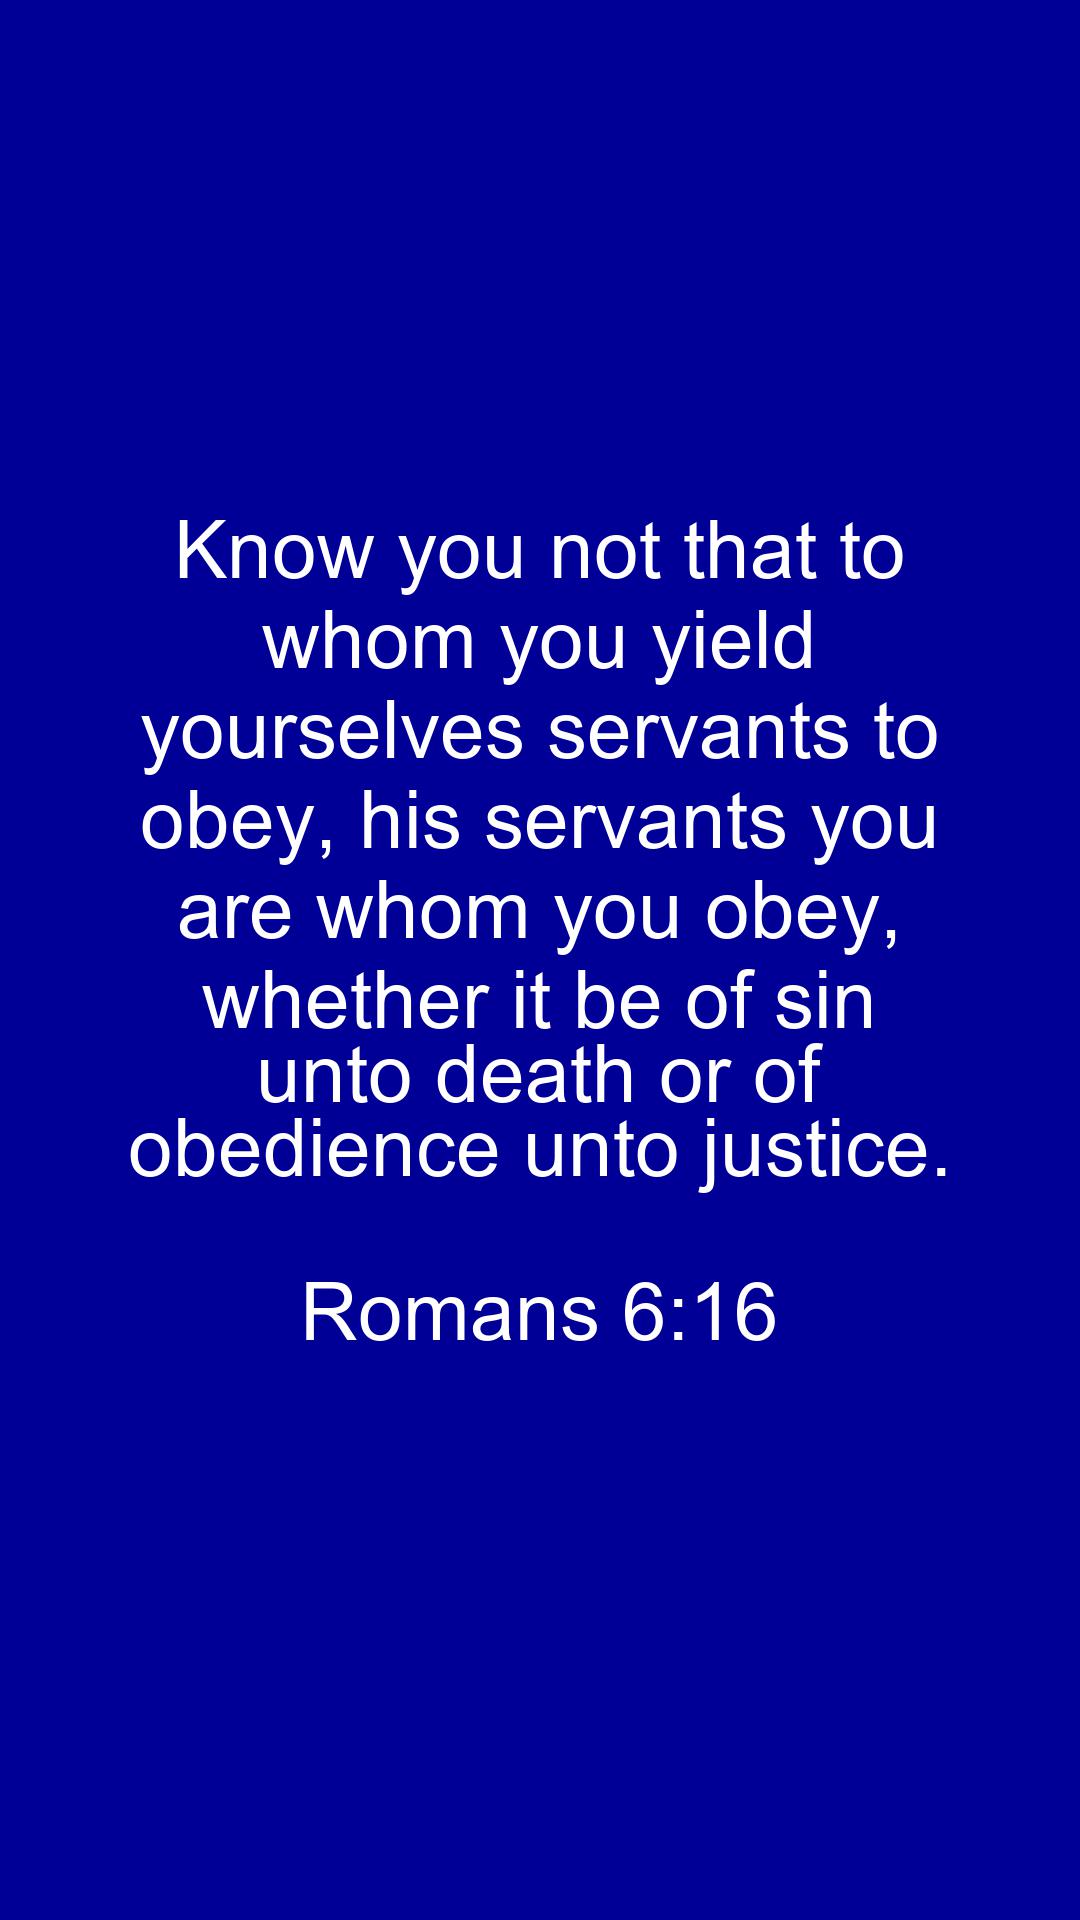 Know you not that to
whom you yield
yourselves servants to
obey, his servants you
are whom you obey,
whether it be of sin
unto death or of
obedience unto justice.
Romans 6:16